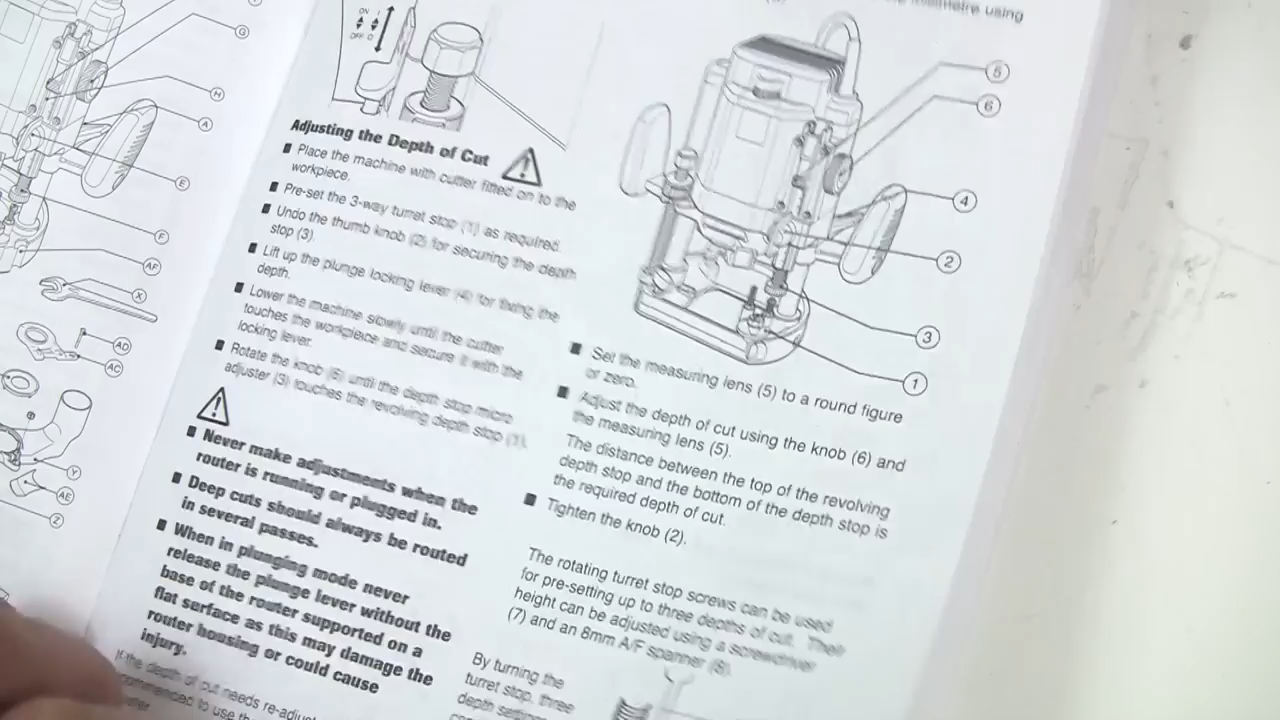 G
H
A
E
F
AF
X
AD
AC
Y
AE
Z
ON I
OFF O
Adjusting the Depth of Cut
■ Place the machine with cutter fitted on to the
workpiece.
■ Pre-set the 3-way turret stop (1) as required.
■ Undo the thumb knob (2) for securing the depth
stop (3).
■ Lift up the plunge locking lever (4) for fixing the
depth.
■ Lower the machine slowly until the cutter
touches the workpiece and secure it with the
locking lever.
■ Rotate the knob (6) until the depth stop micro
adjuster (3) touches the revolving depth stop (1).
■ Never make adjustments when the
router is running or plugged in.
■ Deep cuts should always be routed
in several passes.
■ When in plunging mode never
release the plunge lever without the
base of the router supported on a
flat surface as this may damage the
router housing or could cause
injury.
If the depth of cut needs re-adjust
to use the
millimetre using
5
6
4
2
3
1
■ Set the measuring lens (5) to a round figure
or zero.
■ Adjust the depth of cut using the knob (6) and
the measuring lens (5).
The distance between the top of the revolving
depth stop and the bottom of the depth stop is
the required depth of cut.
■ Tighten the knob (2).
The rotating turret stop screws can be used
for pre-setting up to three depths of cut. Their
height can be adjusted using a screwdriver
(7) and an 8mm A/F spanner (8).
By turning the
turret stop, three
depth settings